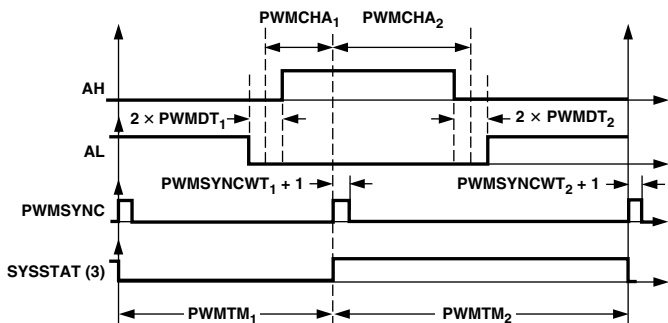 PWMCHA1 PWMCHA2
AH
2 × PWMDT1 2 × PWMDT2
AL
PWMSYNCWT1 + 1 PWMSYNCWT2 + 1
PWMSYNC
SYSSTAT (3)
PWMTM1 PWMTM2